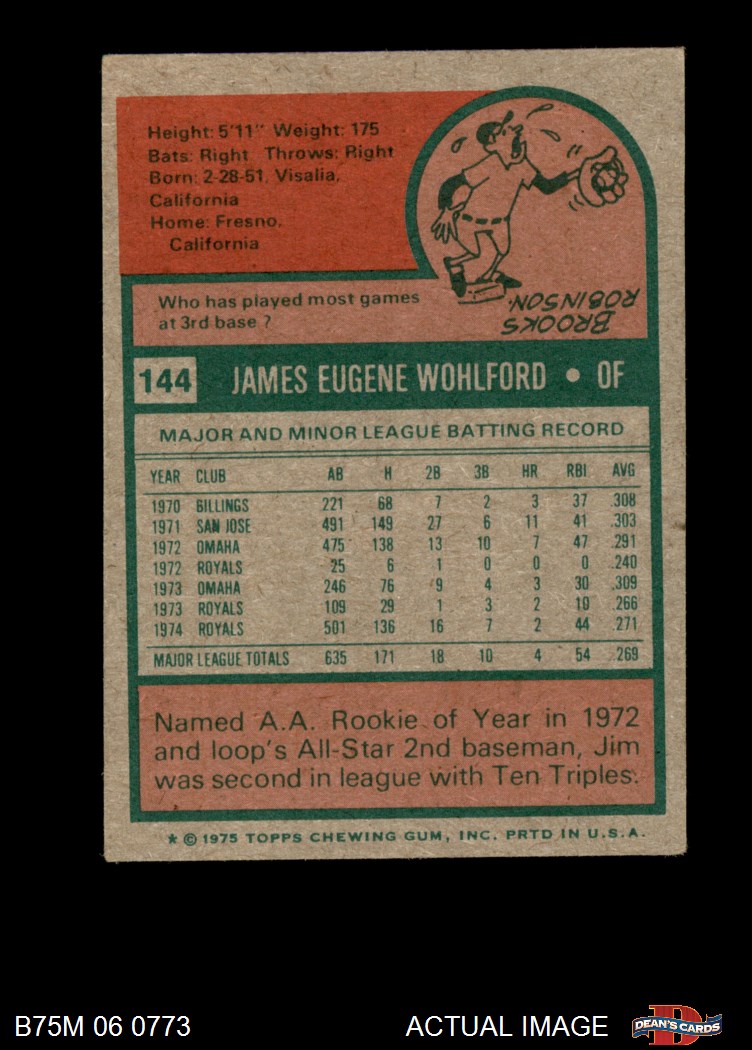 Height: 5'11" Weight: 175
Bats: Right Throws: Right
Born: 2-28-51, Visalia,
California
Home: Fresno,
California
Who has played most games
at 3rd base ?
BROOKS
ROBINSON.
144 JAMES EUGENE WOHLFORD • OF
MAJOR AND MINOR LEAGUE BATTING RECORD
YEAR CLUB AB H 2B 3B HR RBI AVG
1970 BILLINGS 221 68 7 2 3 37 .308
1971 SAN JOSE 491 149 27 6 11 41 .303
1972 OMAHA 475 138 13 10 7 47 .291
1972 ROYALS 25 6 1 0 0 0 .240
1973 OMAHA 246 76 9 4 3 30 .309
1973 ROYALS 109 29 1 3 2 10 .266
1974 ROYALS 501 136 16 7 2 44 .271
MAJOR LEAGUE TOTALS 635 171 18 10 4 54 .269
Named A.A. Rookie of Year in 1972
and loop's All-Star 2nd baseman, Jim
was second in league with Ten Triples.
* © 1975 TOPPS CHEWING GUM, INC. PRTD IN U.S.A.
B75M 06 0773 ACTUAL IMAGE
DEAN'S CARDS